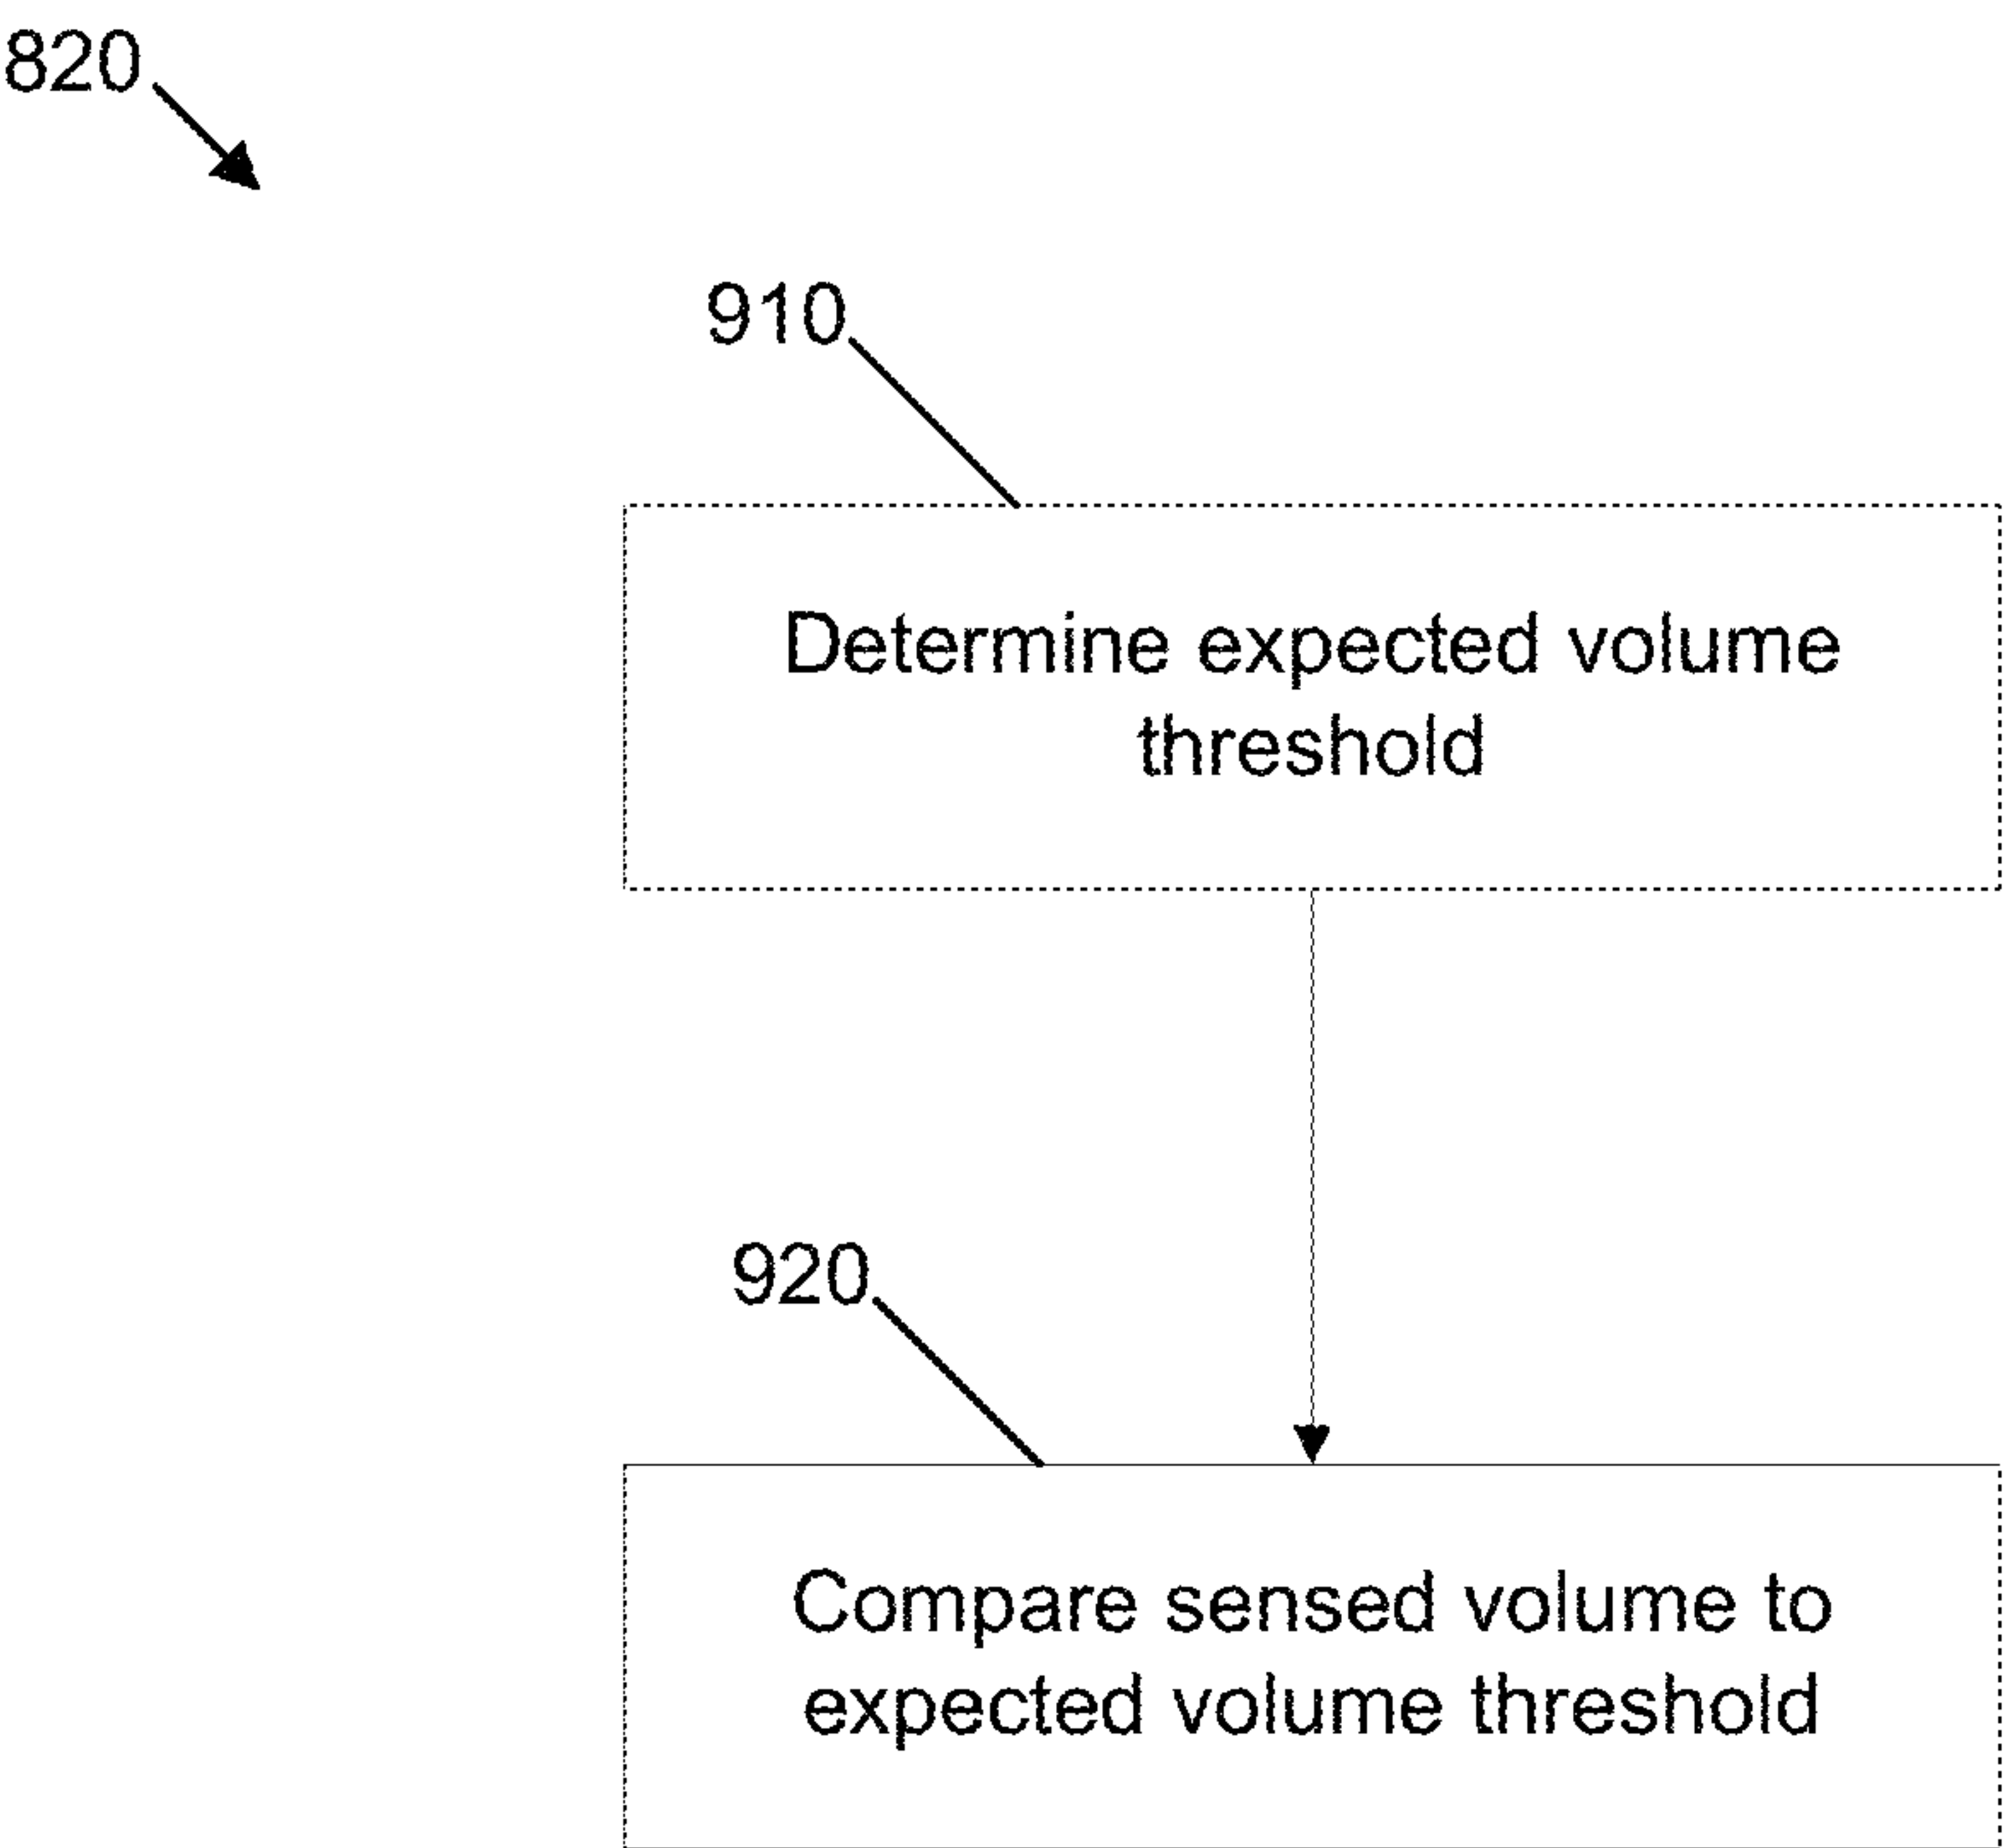 820
910
Determine expected volume
threshold
920
Compare sensed volume to
expected volume threshold